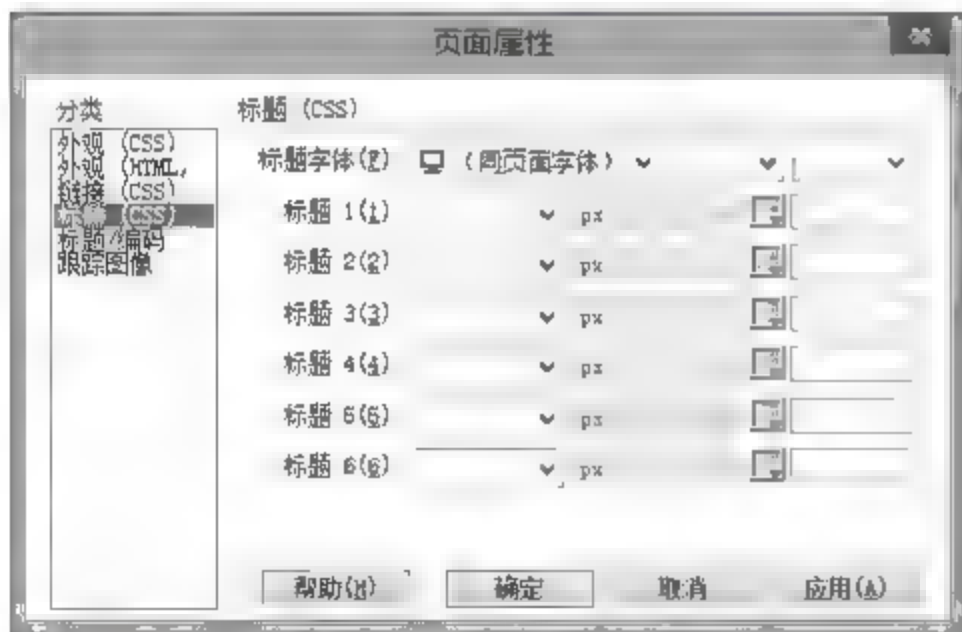 页面属性
分类
外观 (CSS)
外观 (HTML,
链接 (CSS)
标题 (CSS)
标题/编码
跟踪图像
标题 (CSS)
标题字体(F) (同页面字体)
标题 1(1) px
标题 2(2) px
标题 3(3) px
标题 4(4) px
标题 5(5) px
标题 6(6) px
帮助(H) 确定 取消 应用(A)